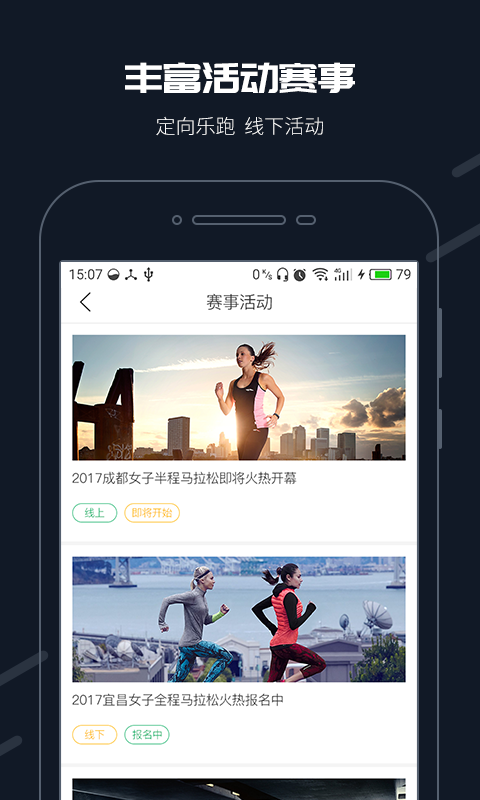 丰富活动赛事
定向乐跑 线下活动
15:07 0 K/s 4G 79
赛事活动
2017成都女子半程马拉松即将火热开幕
线上 即将开始
2017宜昌女子全程马拉松火热报名中
线下 报名中